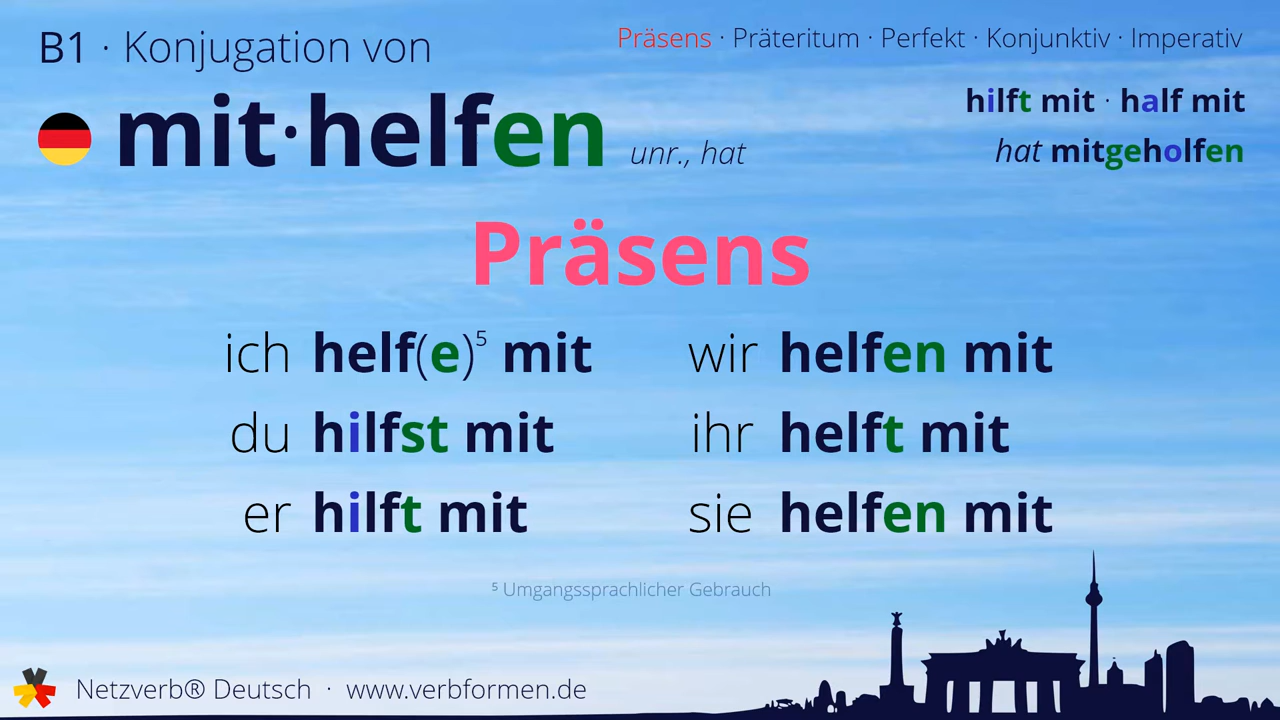 B1 · Konjugation von
Präsens · Präteritum · Perfekt · Konjunktiv · Imperativ
mit·helfen unr., hat
hilft mit · half mit
hat mitgeholfen
Präsens
ich helf(e)⁵ mit
du hilfst mit
er hilft mit
wir helfen mit
ihr helft mit
sie helfen mit
⁵ Umgangssprachlicher Gebrauch
Netzverb® Deutsch · www.verbformen.de